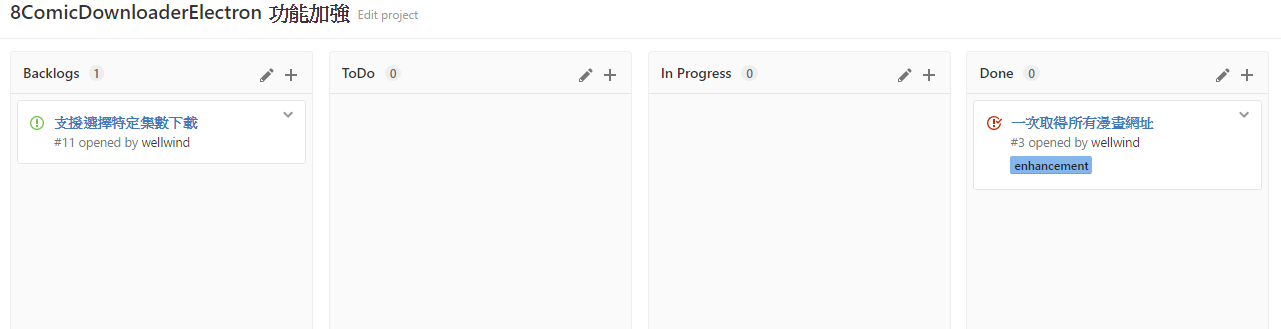 8ComicDownloaderElectron 功能加強 Edit project
Backlogs 1
支援選擇特定集數下載
#11 opened by wellwind
ToDo 0
In Progress 0
Done 0
一次取得所有漫畫網址
#3 opened by wellwind
enhancement